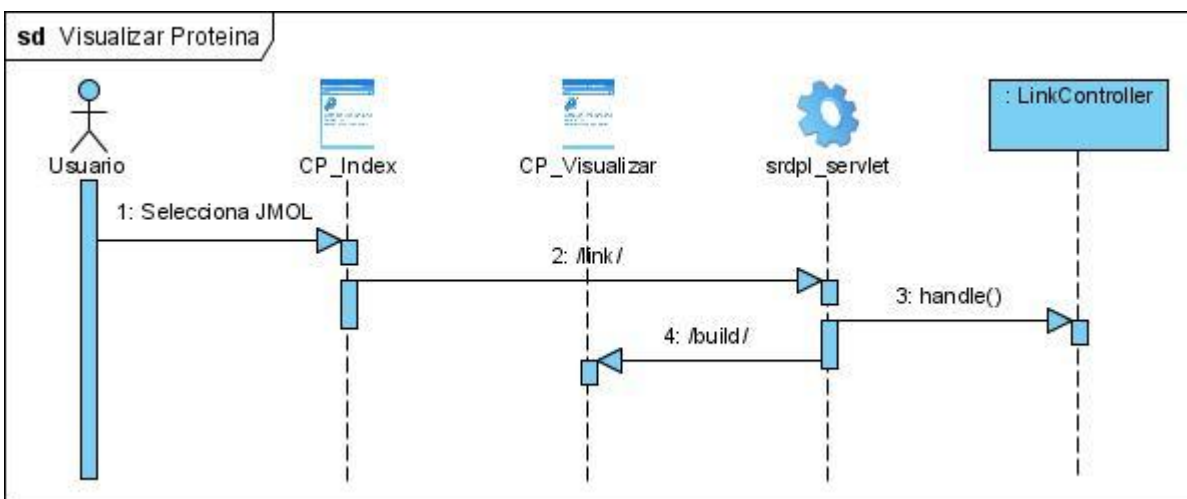 sd Visualizar Proteina
: LinkController
Usuario
CP_Index
CP_Visualizar
srdpl_servlet
1: Selecciona JMOL
2: /link/
3: handle()
4: /build/